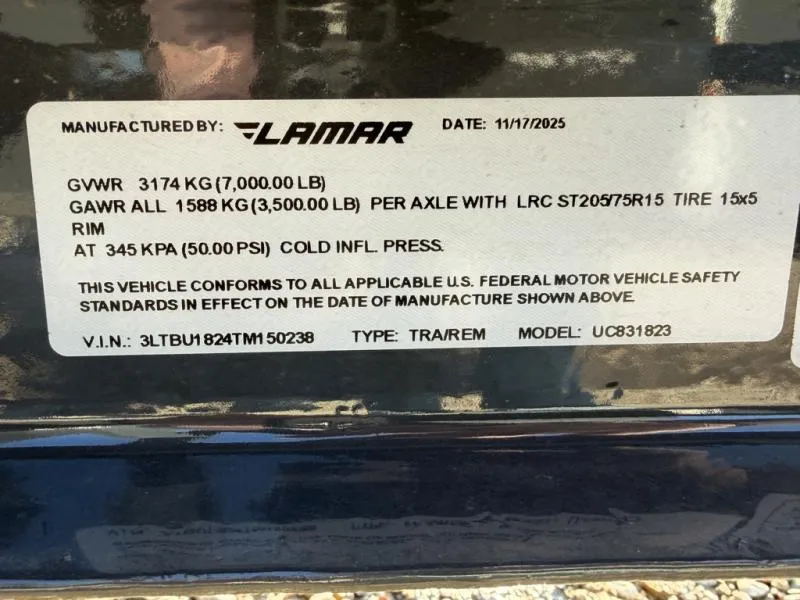 MANUFACTURED BY: LAMAR DATE: 11/17/2025
GVWR 3174 KG (7,000.00 LB)
GAWR ALL 1588 KG (3,500.00 LB) PER AXLE WITH LRC ST205/75R15 TIRE 15x5
RIM
AT 345 KPA (50.00 PSI) COLD INFL. PRESS.
THIS VEHICLE CONFORMS TO ALL APPLICABLE U.S. FEDERAL MOTOR VEHICLE SAFETY
STANDARDS IN EFFECT ON THE DATE OF MANUFACTURE SHOWN ABOVE.
V.I.N.: 3LTBU1824TM150238 TYPE: TRA/REM MODEL: UC831823